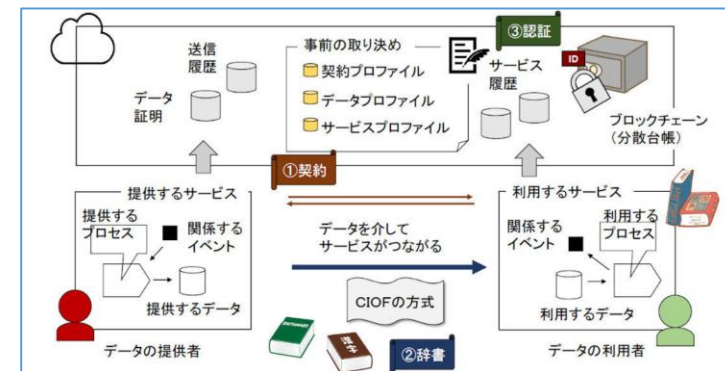 送信
履歴
データ
証明
事前の取り決め
契約プロファイル
データプロファイル
サービスプロファイル
③認証
サービス
履歴
ID
ブロックチェーン
(分散台帳)
①契約
提供するサービス
提供する
プロセス
関係する
イベント
提供するデータ
データの提供者
データを介して
サービスがつながる
CIOFの方式
DICTIONARY
漢字
②辞書
利用するサービス
関係する
イベント
利用する
プロセス
利用するデータ
データの利用者